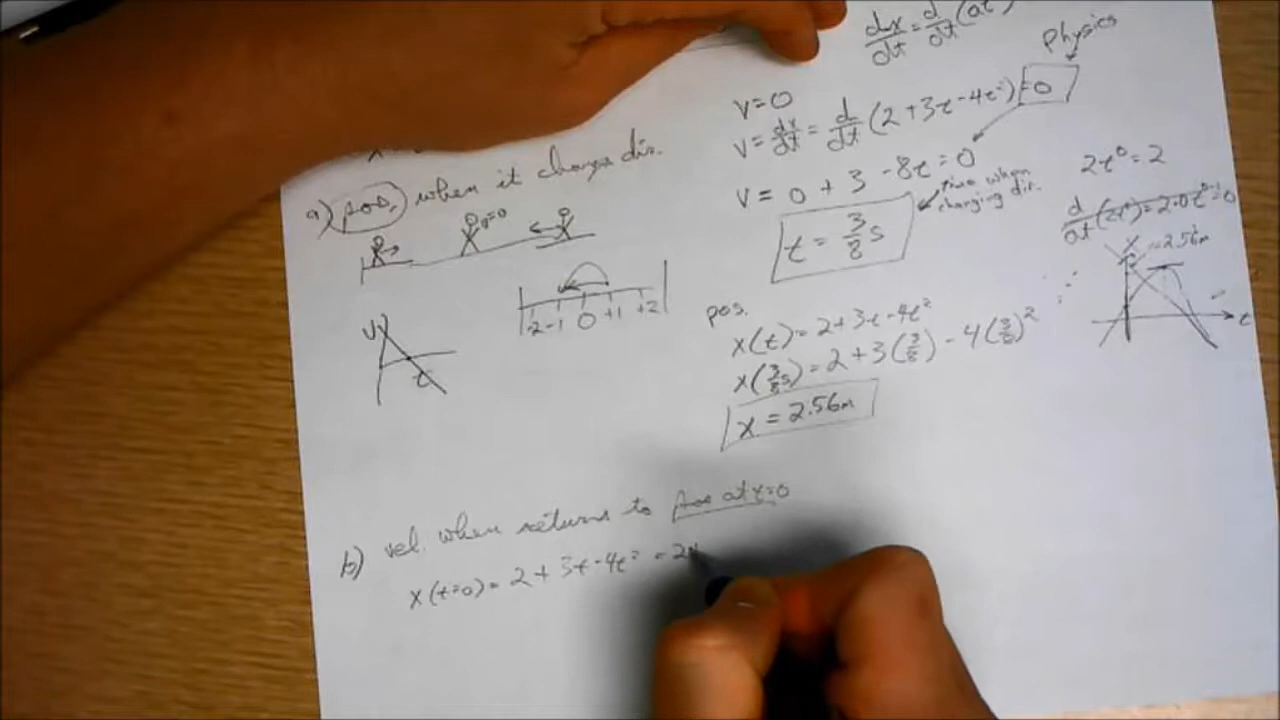 dx/dt = d/dt (at
Physics
v=0
v = dx/dt = d/dt (2+3t-4t²)=0
v = 0 + 3 - 8t = 0
time when
changing dir.
t = 3/8 s
2t⁰ = 2
d/dt (2t⁰) = 2·0t⁰⁻¹=0
a) pos, when it changes dir.
v=0
-2 -1 0 +1 +2
v
t
x
=2.56m
t
pos.
x(t) = 2+3t-4t²
x(3/8 s) = 2+3(3/8) - 4(3/8)²
x = 2.56m
b) vel. when returns to pos at t=0
x(t=0) = 2 + 3t-4t² = 2